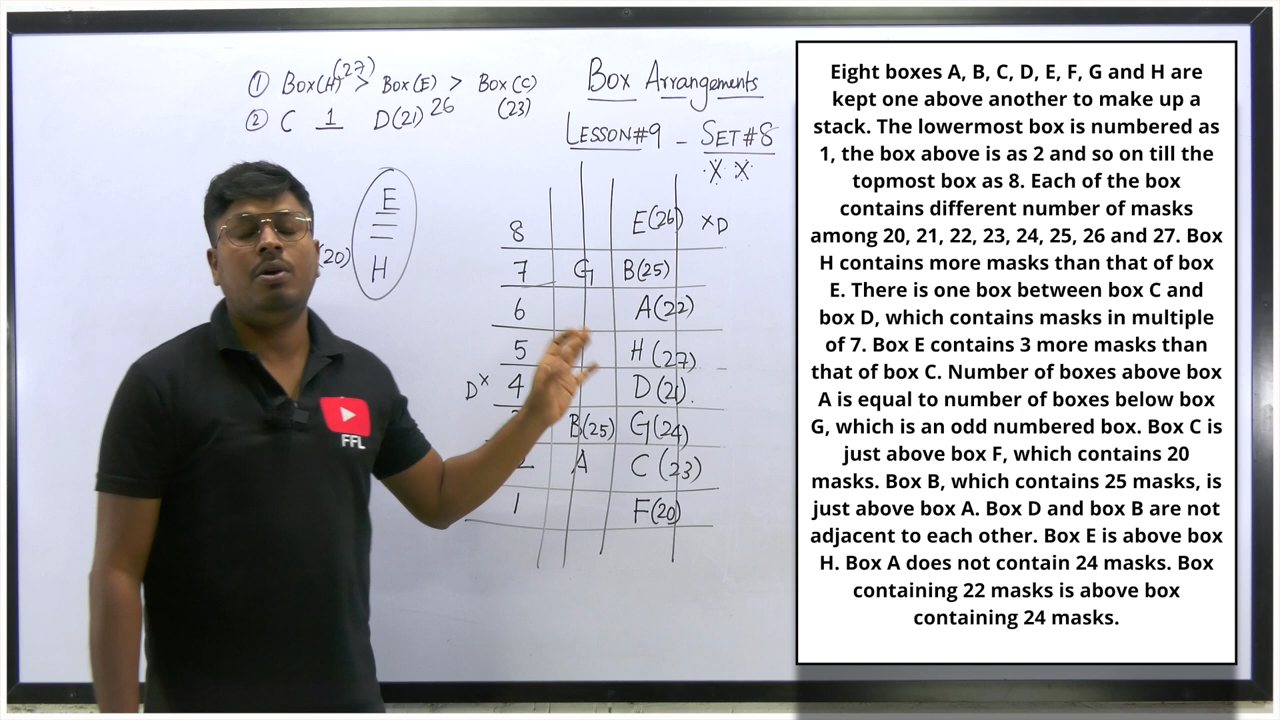 ① Box(H)(27) > Box(E) > Box(C)
26 (23)
② C 1 D(21)
Box Arrangements
LESSON#9 - SET#8
E
H
(20)
8 E(26) ×D
7 G B(25)
6 A(22)
5 H(27)
D× 4 D(21).
B(25) G(24)
2 A C(23)
1 F(20)
FFL
Eight boxes A, B, C, D, E, F, G and H are
kept one above another to make up a
stack. The lowermost box is numbered as
1, the box above is as 2 and so on till the
topmost box as 8. Each of the box
contains different number of masks
among 20, 21, 22, 23, 24, 25, 26 and 27. Box
H contains more masks than that of box
E. There is one box between box C and
box D, which contains masks in multiple
of 7. Box E contains 3 more masks than
that of box C. Number of boxes above box
A is equal to number of boxes below box
G, which is an odd numbered box. Box C is
just above box F, which contains 20
masks. Box B, which contains 25 masks, is
just above box A. Box D and box B are not
adjacent to each other. Box E is above box
H. Box A does not contain 24 masks. Box
containing 22 masks is above box
containing 24 masks.